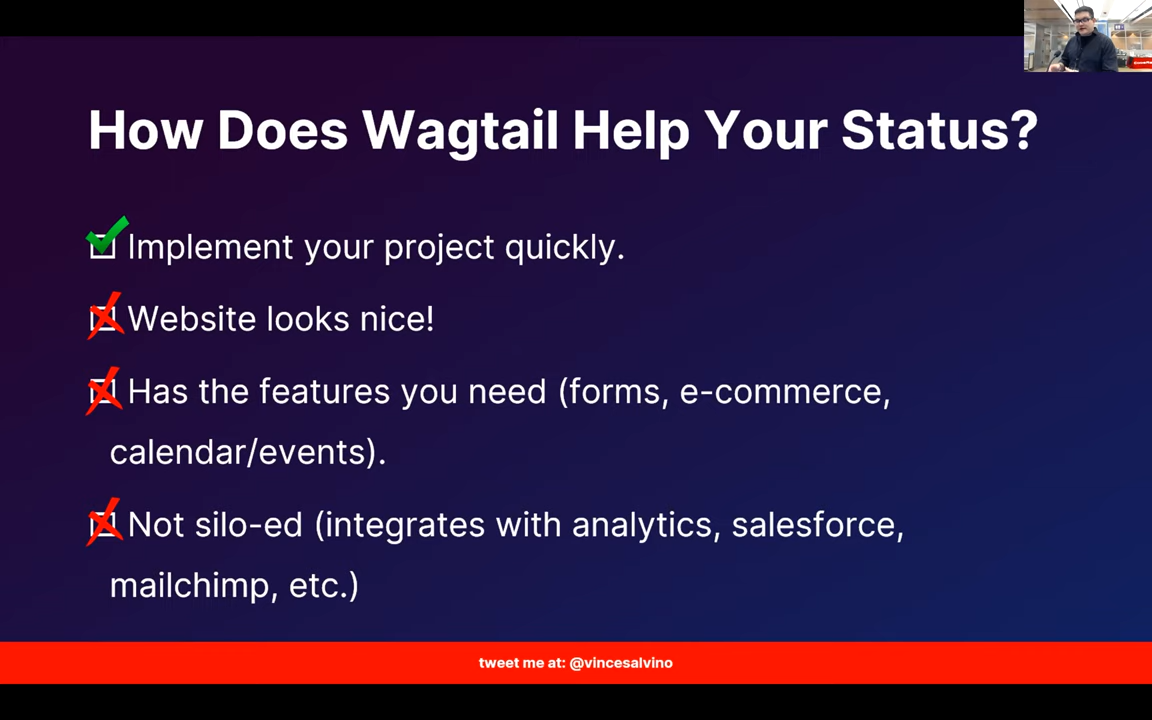 How Does Wagtail Help Your Status?
Implement your project quickly.
Website looks nice!
Has the features you need (forms, e-commerce,
calendar/events).
Not silo-ed (integrates with analytics, salesforce,
mailchimp, etc.)
tweet me at: @vincesalvino